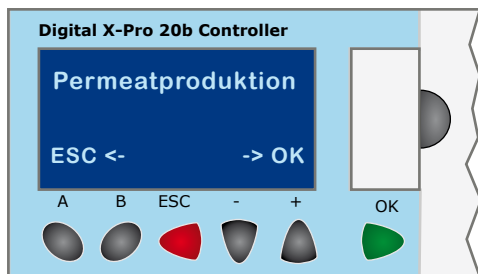 Digital X-Pro 20b Controller
Permeatproduktion
ESC <- -> OK
A B ESC - + OK